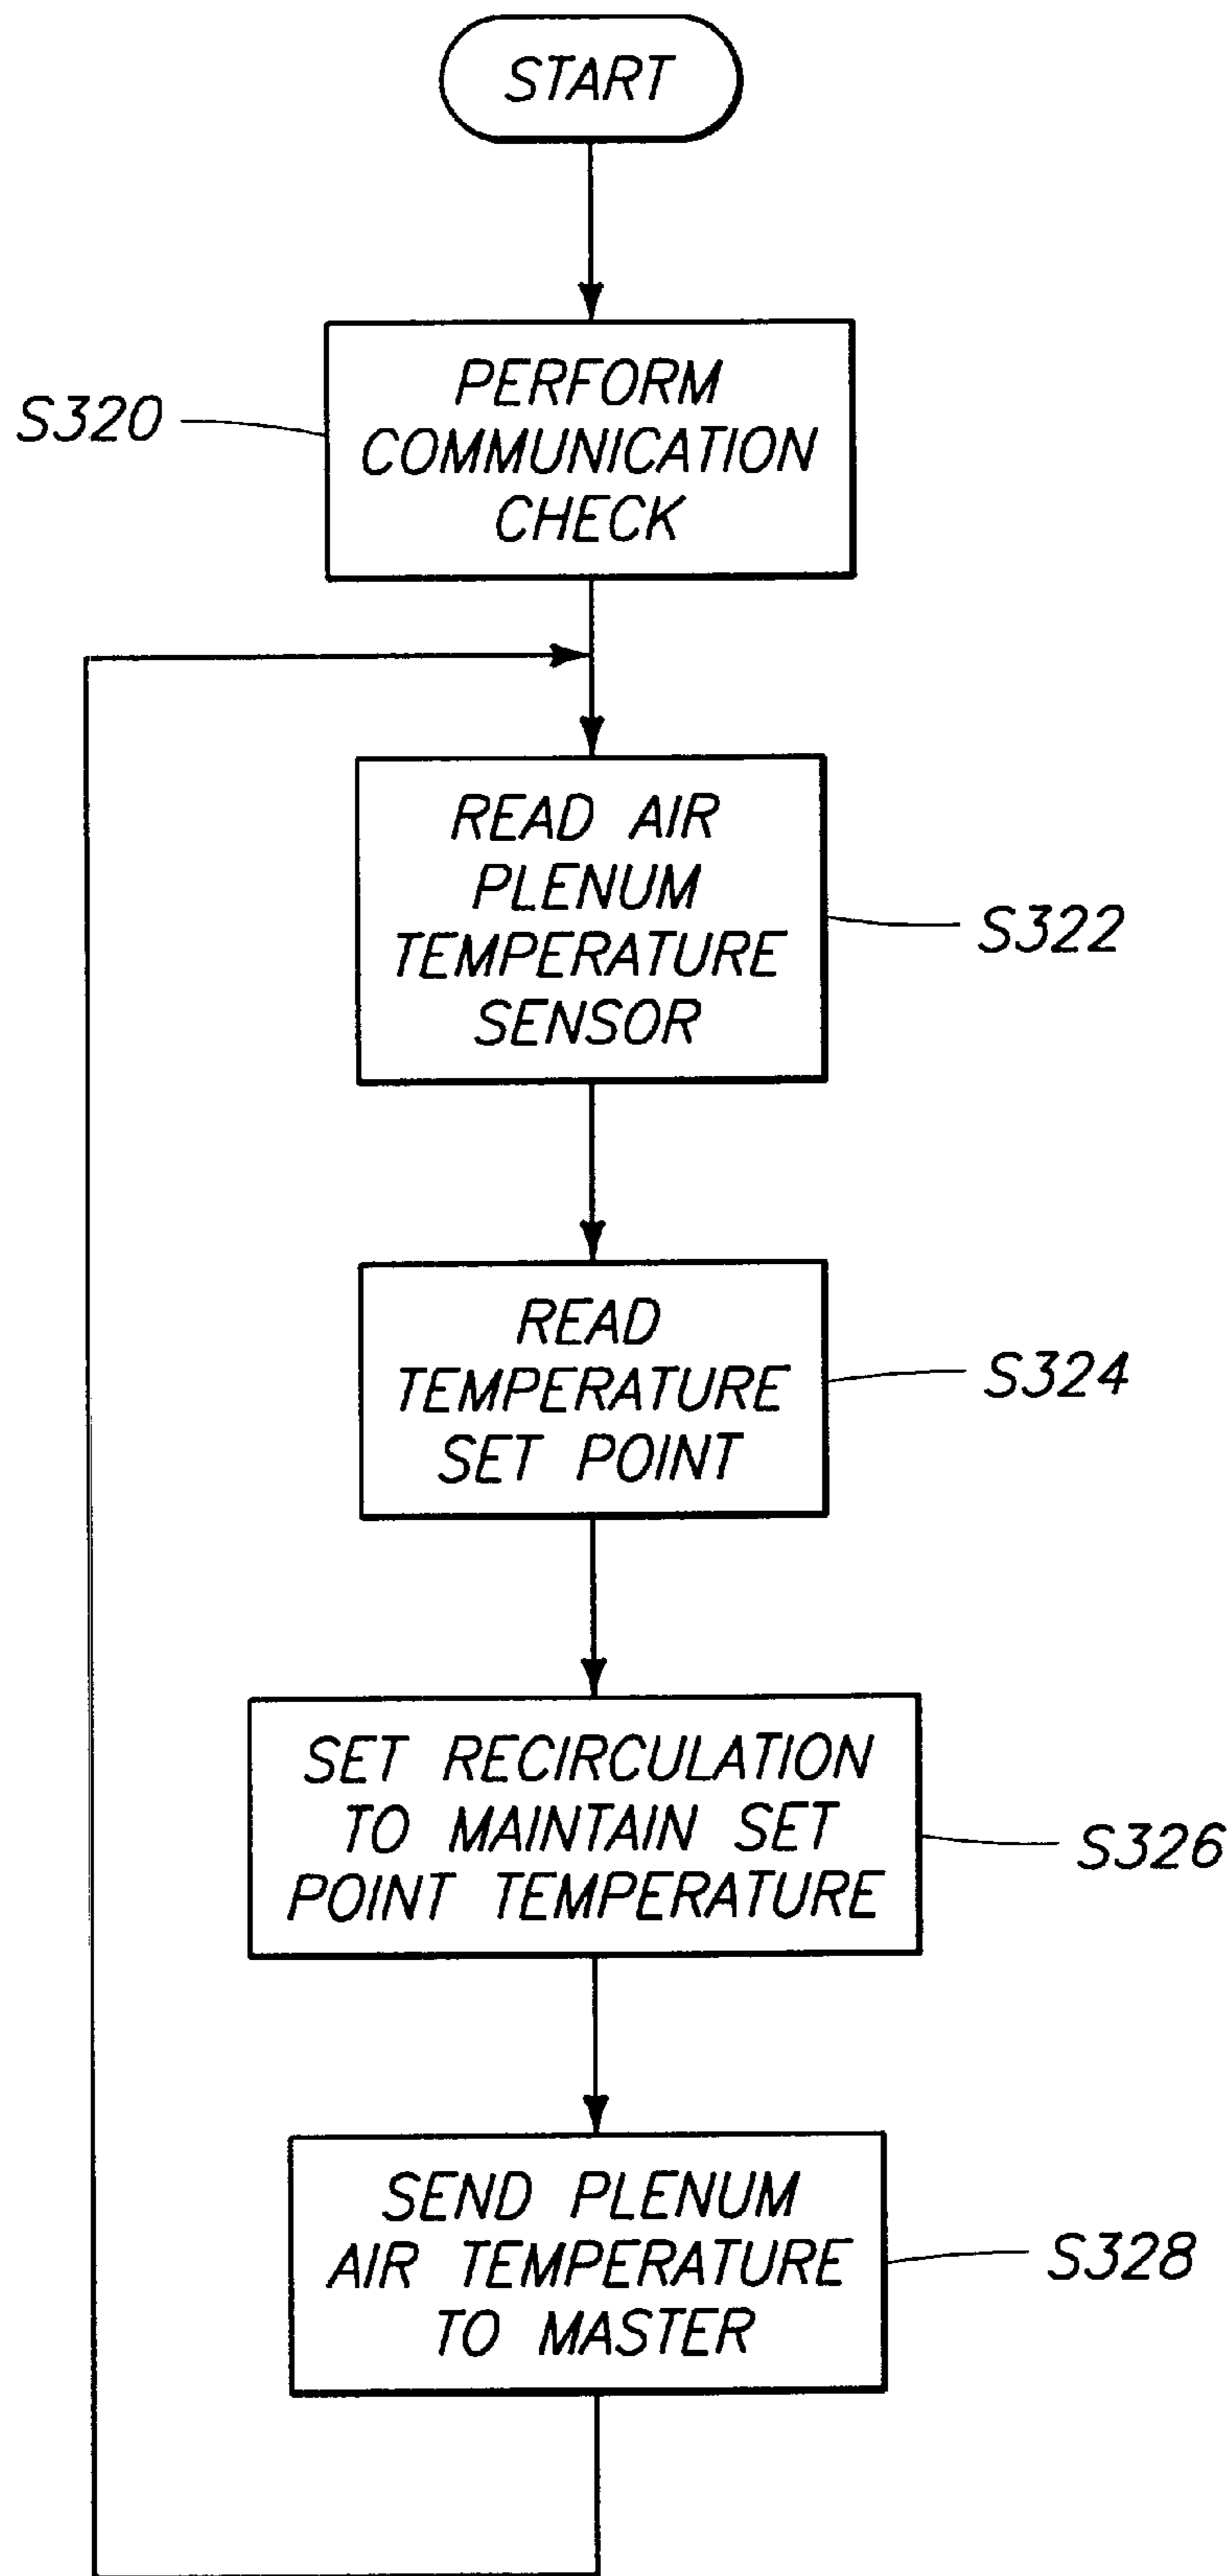 START
PERFORM
COMMUNICATION
CHECK
S320
READ AIR
PLENUM
TEMPERATURE
SENSOR
S322
READ
TEMPERATURE
SET POINT
S324
SET RECIRCULATION
TO MAINTAIN SET
POINT TEMPERATURE
S326
SEND PLENUM
AIR TEMPERATURE
TO MASTER
S328